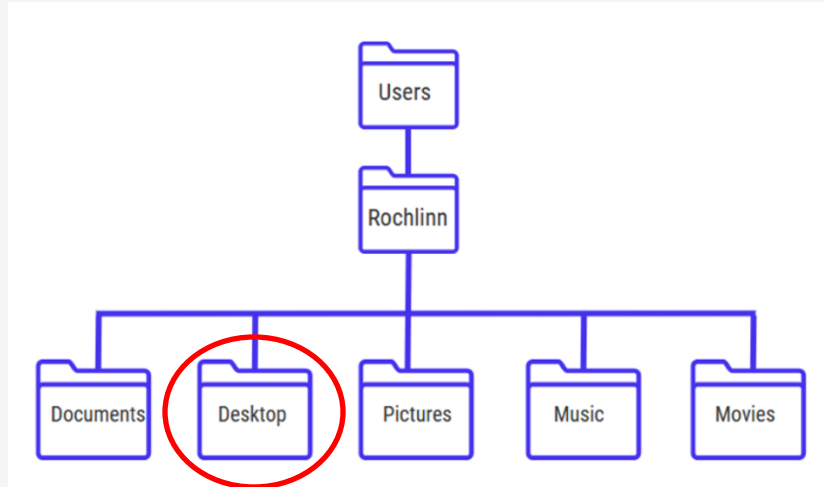 Users
Rochlinn
Documents
Desktop
Pictures
Music
Movies